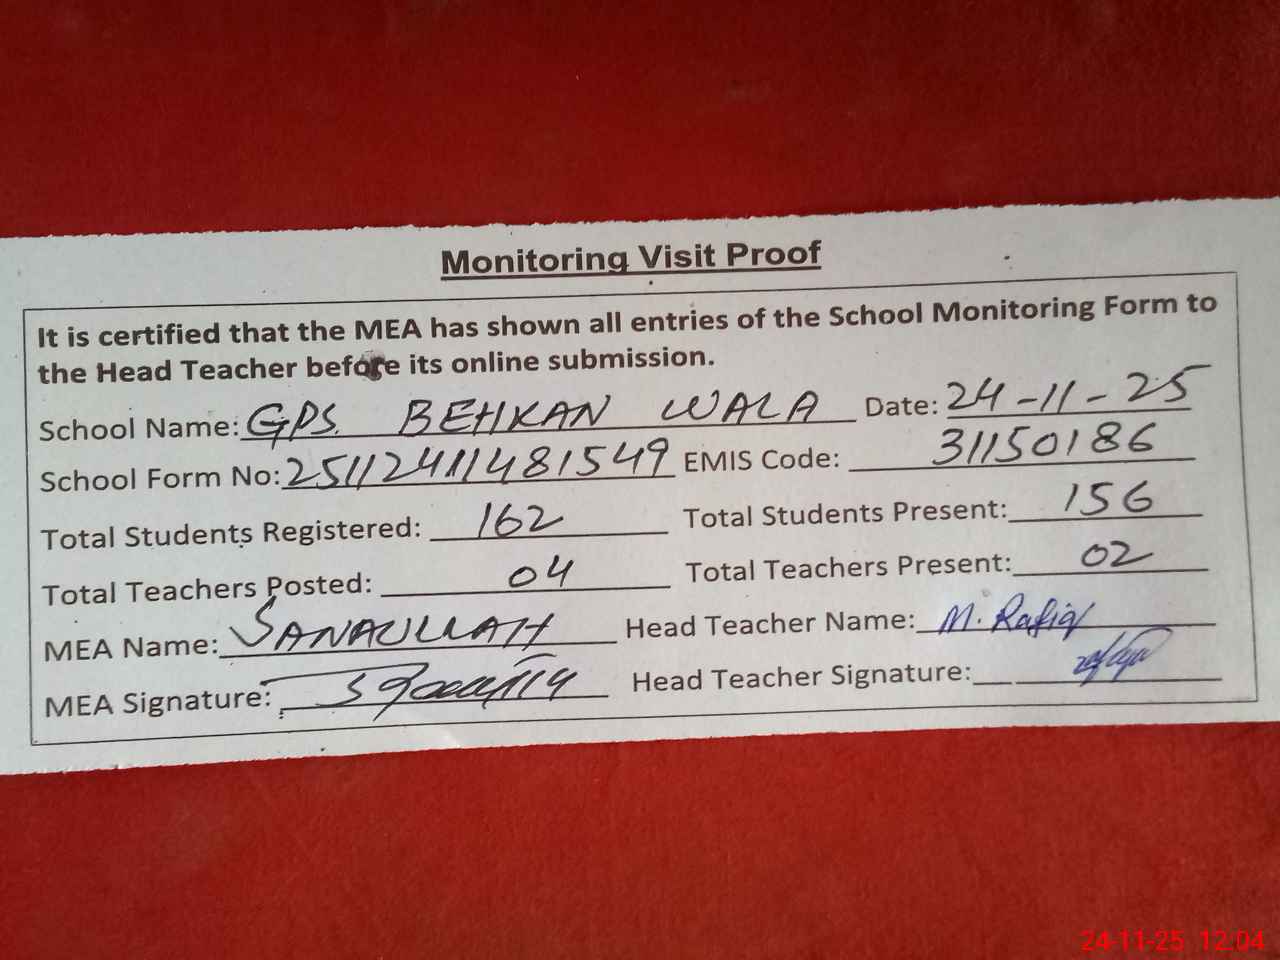 Monitoring Visit Proof
It is certified that the MEA has shown all entries of the School Monitoring Form to
the Head Teacher before its online submission.
School Name: GPS. BEHKAN WALA Date: 24-11-25
School Form No: 251124111481549 EMIS Code: 31150186
Total Students Registered: 162 Total Students Present: 156
Total Teachers Posted: 04 Total Teachers Present: 02
MEA Name: SANAULLAH Head Teacher Name: M. Rafiq
MEA Signature: Head Teacher Signature:
24-11-25 12:04